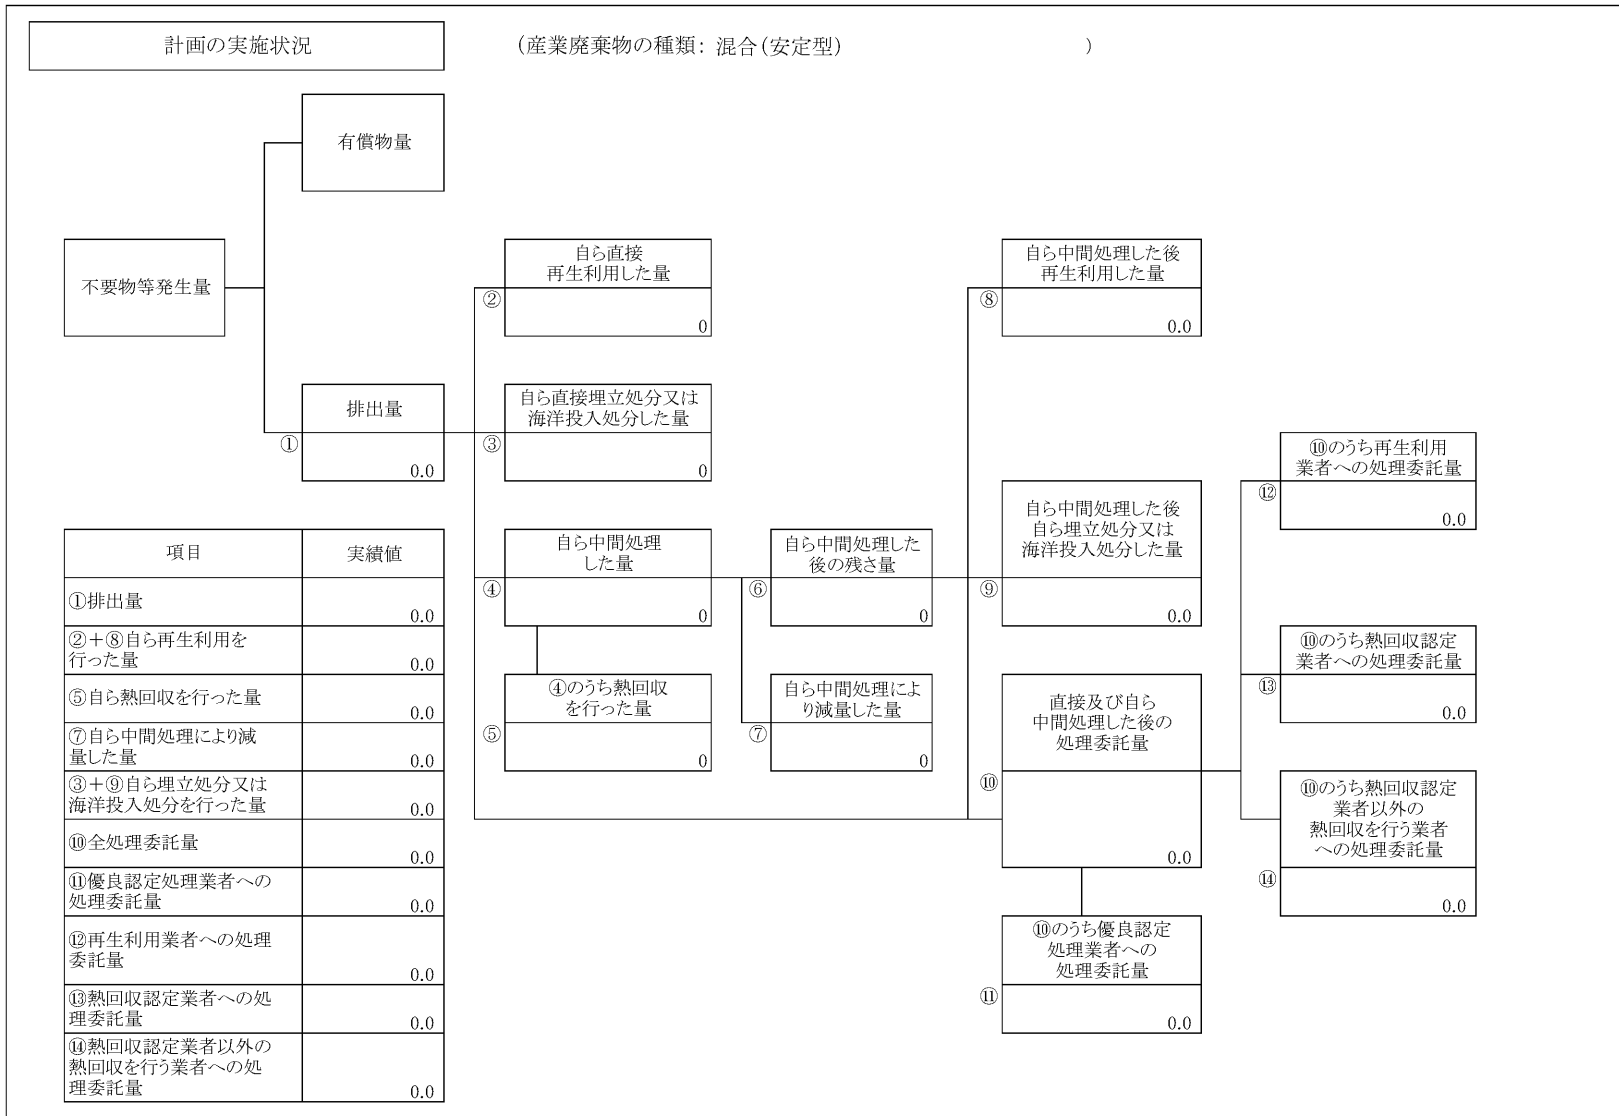 計画の実施状況
(産業廃棄物の種類: 混合(安定型) )
有償物量
不要物等発生量
排出量
①
0.0
自ら直接
再生利用した量
②
0
自ら直接埋立処分又は
海洋投入処分した量
③
0
自ら中間処理
した量
④
0
④のうち熱回収
を行った量
⑤
0
自ら中間処理した
後の残さ量
⑥
0
自ら中間処理によ
り減量した量
⑦
0
自ら中間処理した後
再生利用した量
⑧
0.0
自ら中間処理した後
自ら埋立処分又は
海洋投入処分した量
⑨
0.0
直接及び自ら
中間処理した後の
処理委託量
⑩
0.0
⑩のうち優良認定
処理業者への
処理委託量
⑪
0.0
⑩のうち再生利用
業者への処理委託量
⑫
0.0
⑩のうち熱回収認定
業者への処理委託量
⑬
0.0
⑩のうち熱回収認定
業者以外の
熱回収を行う業者
への処理委託量
⑭
0.0
項目 実績値
①排出量
0.0
②+⑧自ら再生利用を
行った量
0.0
⑤自ら熱回収を行った量
0.0
⑦自ら中間処理により減
量した量
0.0
③+⑨自ら埋立処分又は
海洋投入処分を行った量
0.0
⑩全処理委託量
0.0
⑪優良認定処理業者への
処理委託量
0.0
⑫再生利用業者への処理
委託量
0.0
⑬熱回収認定業者への処
理委託量
0.0
⑭熱回収認定業者以外の
熱回収を行う業者への処
理委託量
0.0